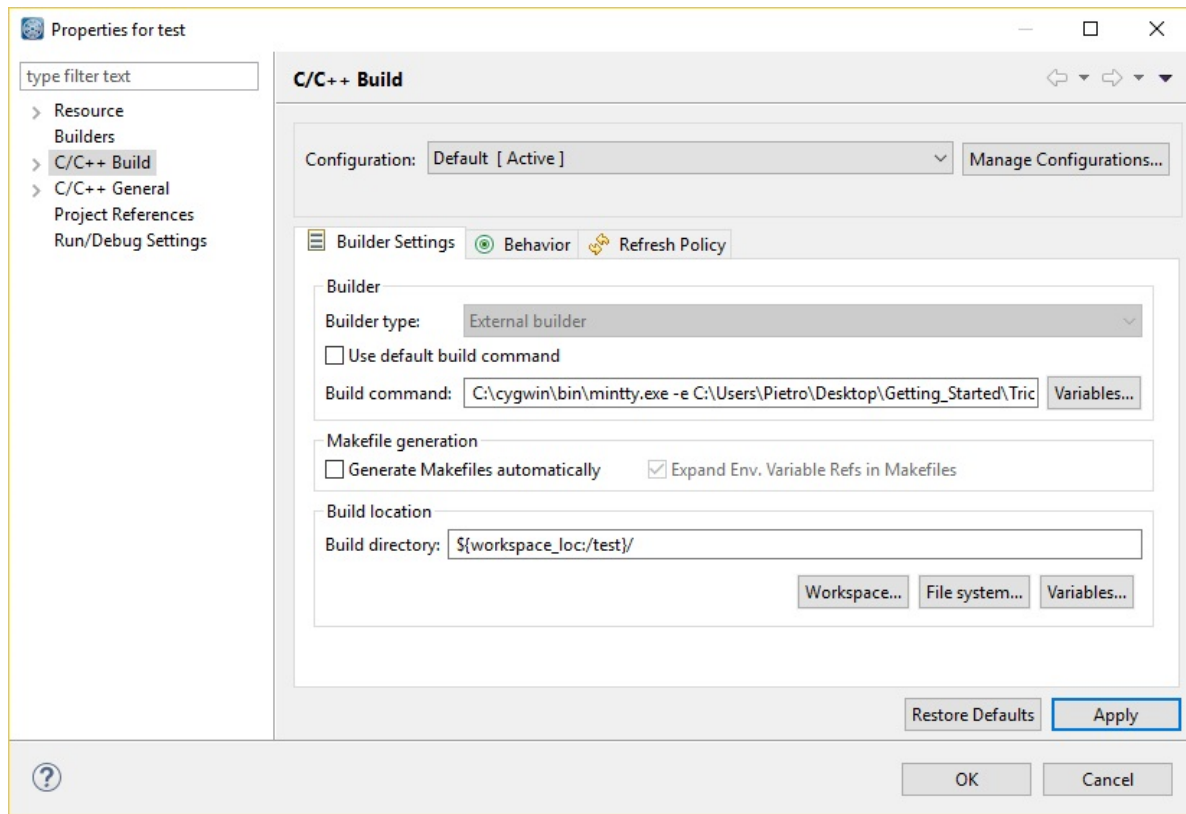 Properties for test
type filter text
Resource
Builders
C/C++ Build
C/C++ General
Project References
Run/Debug Settings
C/C++ Build
Configuration: Default [ Active ] Manage Configurations...
Builder Settings Behavior Refresh Policy
Builder
Builder type: External builder
Use default build command
Build command: C:\cygwin\bin\mintty.exe -e C:\Users\Pietro\Desktop\Getting_Started\Tric Variables...
Makefile generation
Generate Makefiles automatically Expand Env. Variable Refs in Makefiles
Build location
Build directory: ${workspace_loc:/test}/
Workspace... File system... Variables...
Restore Defaults Apply
? OK Cancel